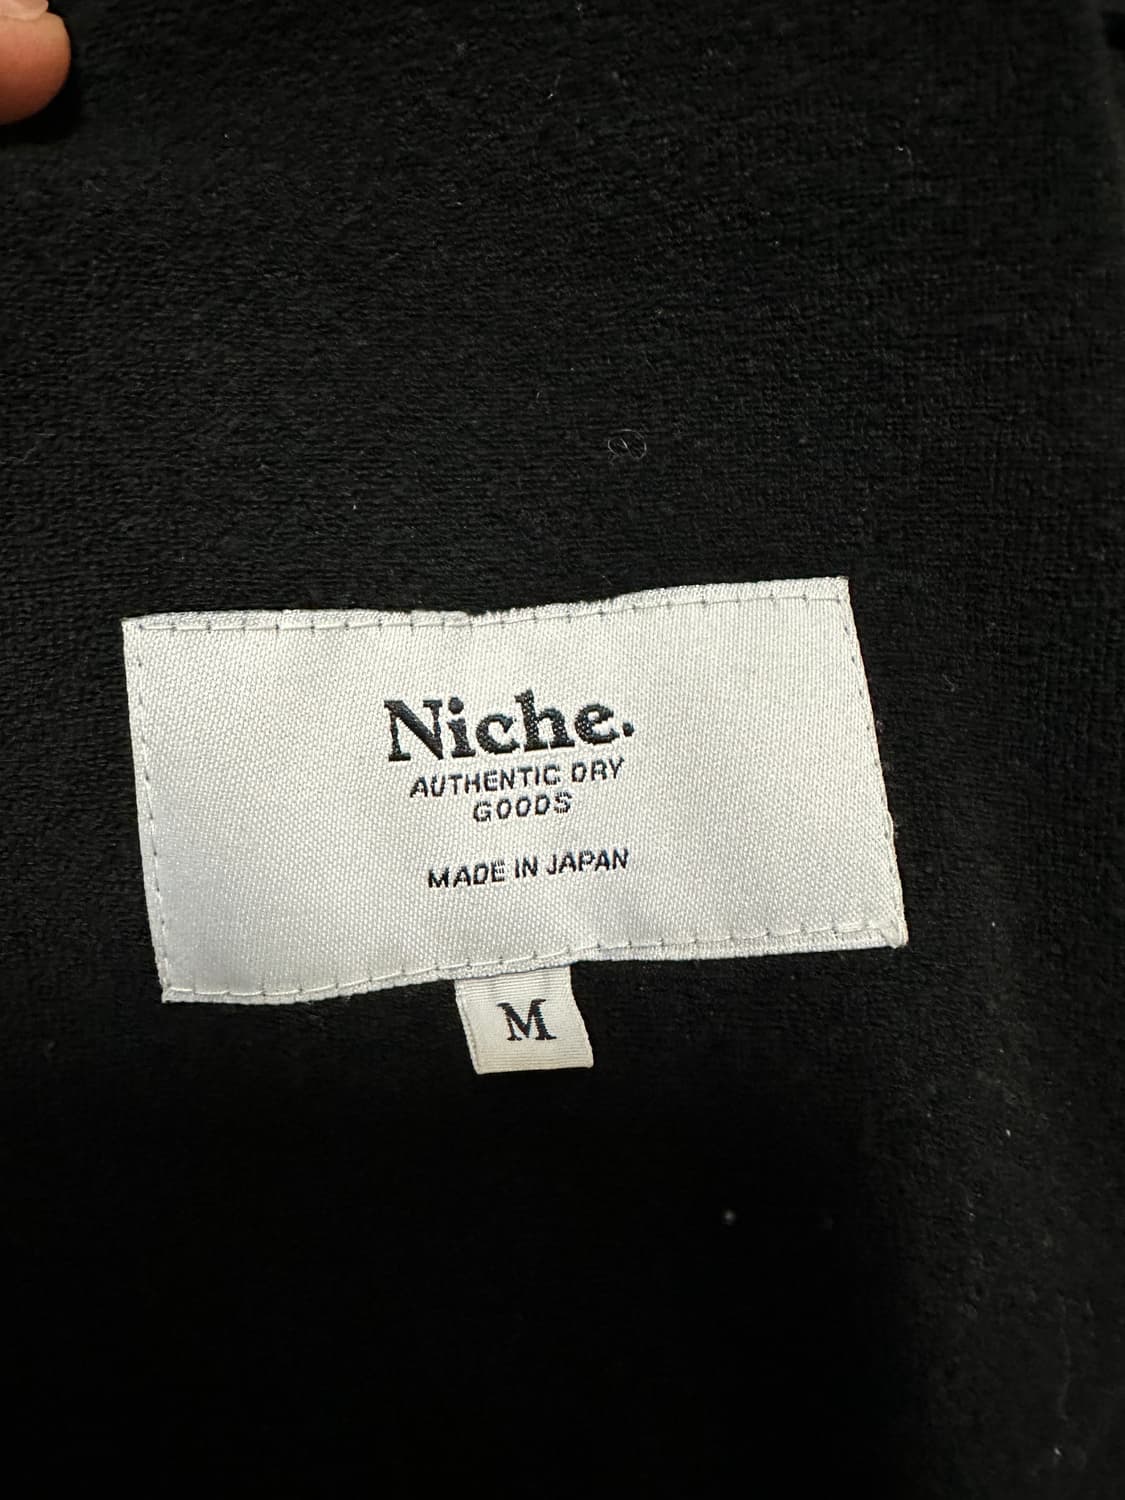 Niche.
AUTHENTIC DRY
GOODS
MADE IN JAPAN
M